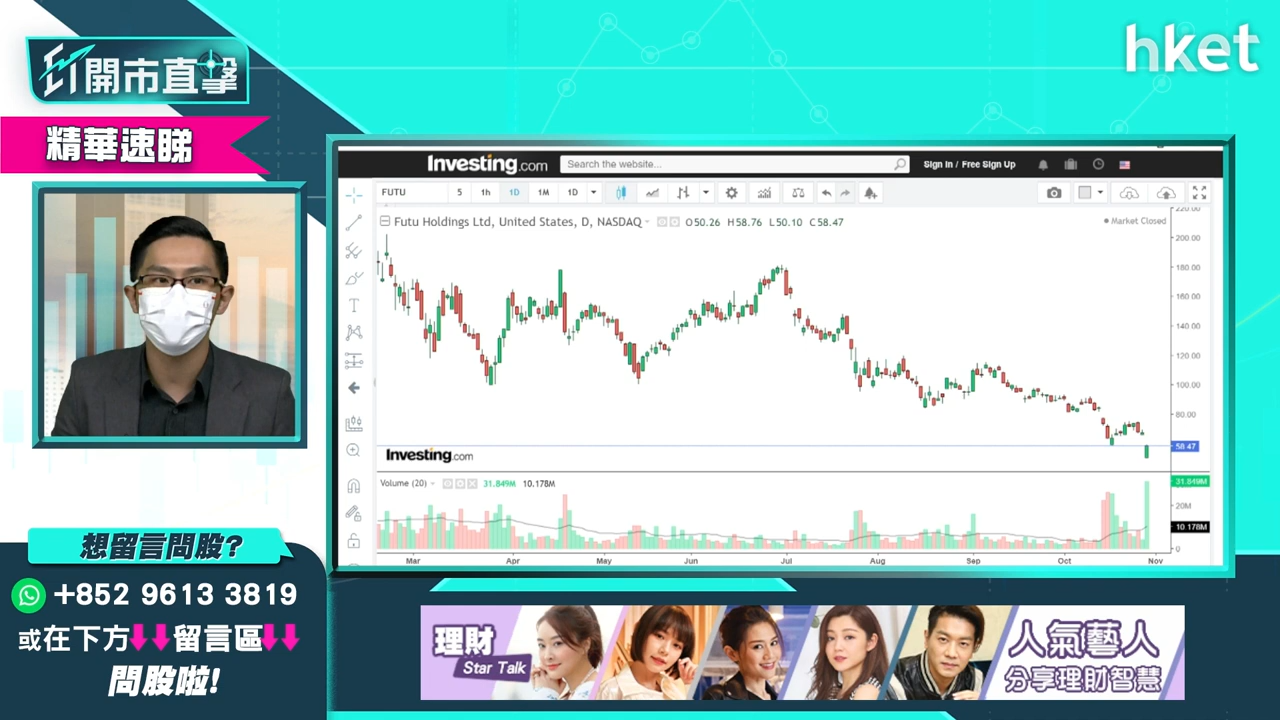 hket
ET開市直擊
精華速睇
Investing.com
Search the website...
Sign In / Free Sign Up
FUTU
5
1h
1D
1M
1D
Futu Holdings Ltd, United States, D, NASDAQ
O50.26 H58.76 L50.10 C58.47
Market Closed
220.00
200.00
180.00
160.00
140.00
120.00
100.00
80.00
58.47
Investing.com
Volume (20)
31.849M 10.178M
31.849M
20M
10.178M
0
Mar
Apr
May
Jun
Jul
Aug
Sep
Oct
Nov
想留言問股?
+852 9613 3819
或在下方留言區
問股啦!
理財
Star Talk
人氣藝人
分享理財智慧